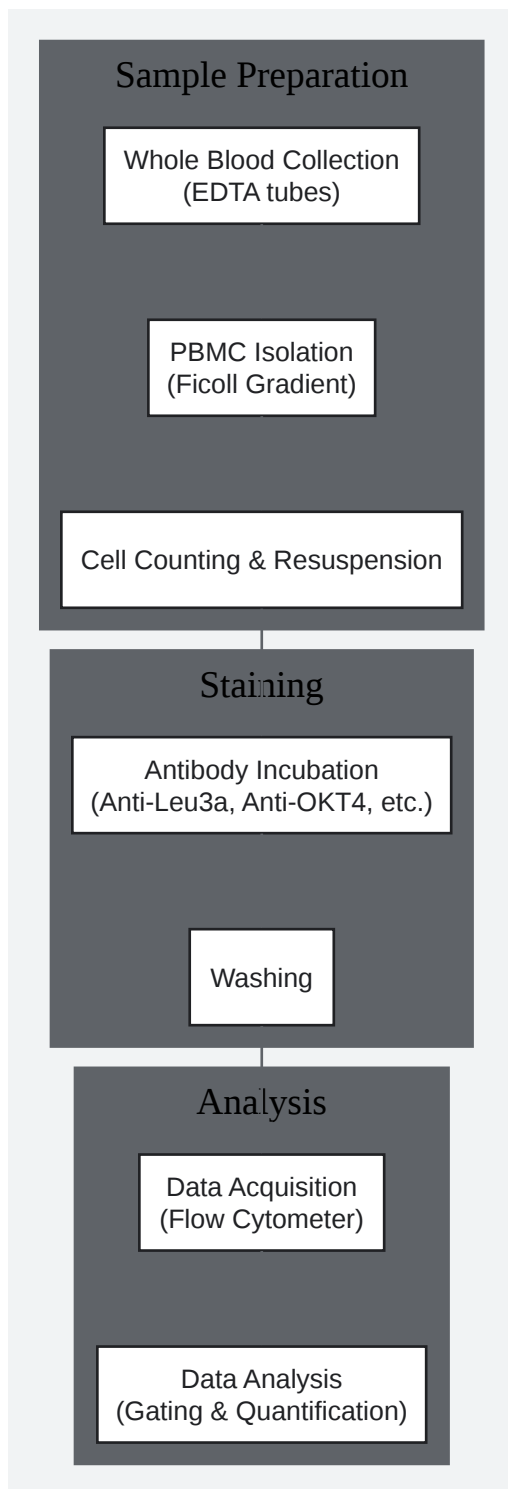 Sample Preparation
Whole Blood Collection
(EDTA tubes)
PBMC Isolation
(Ficoll Gradient)
Cell Counting & Resuspension
Staining
Antibody Incubation
(Anti-Leu3a, Anti-OKT4, etc.)
Washing
Analysis
Data Acquisition
(Flow Cytometer)
Data Analysis
(Gating & Quantification)